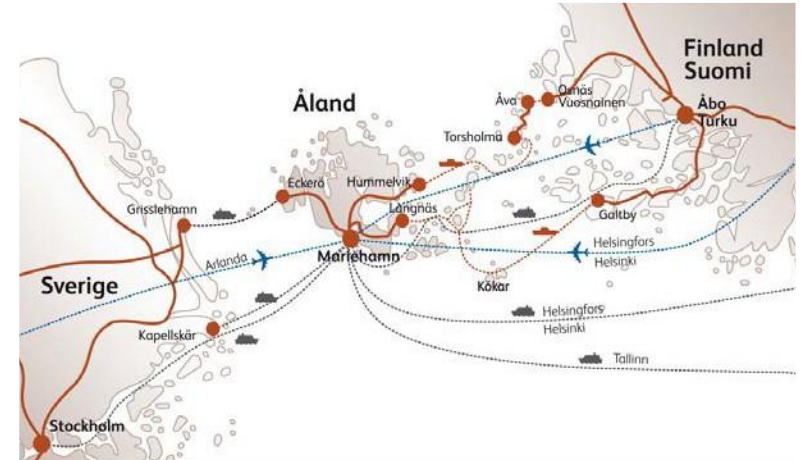 Finland
Suomi
Åland
Åva
Osnäs
Vuosnainen
Åbo
Turku
Torsholma
Eckerö
Hummelvik
Grisslehamn
Långnäs
Galtby
Mariehamn
Arlanda
Helsingfors
Helsinki
Sverige
Kökar
Kapellskär
Helsingfors
Helsinki
Tallinn
Stockholm